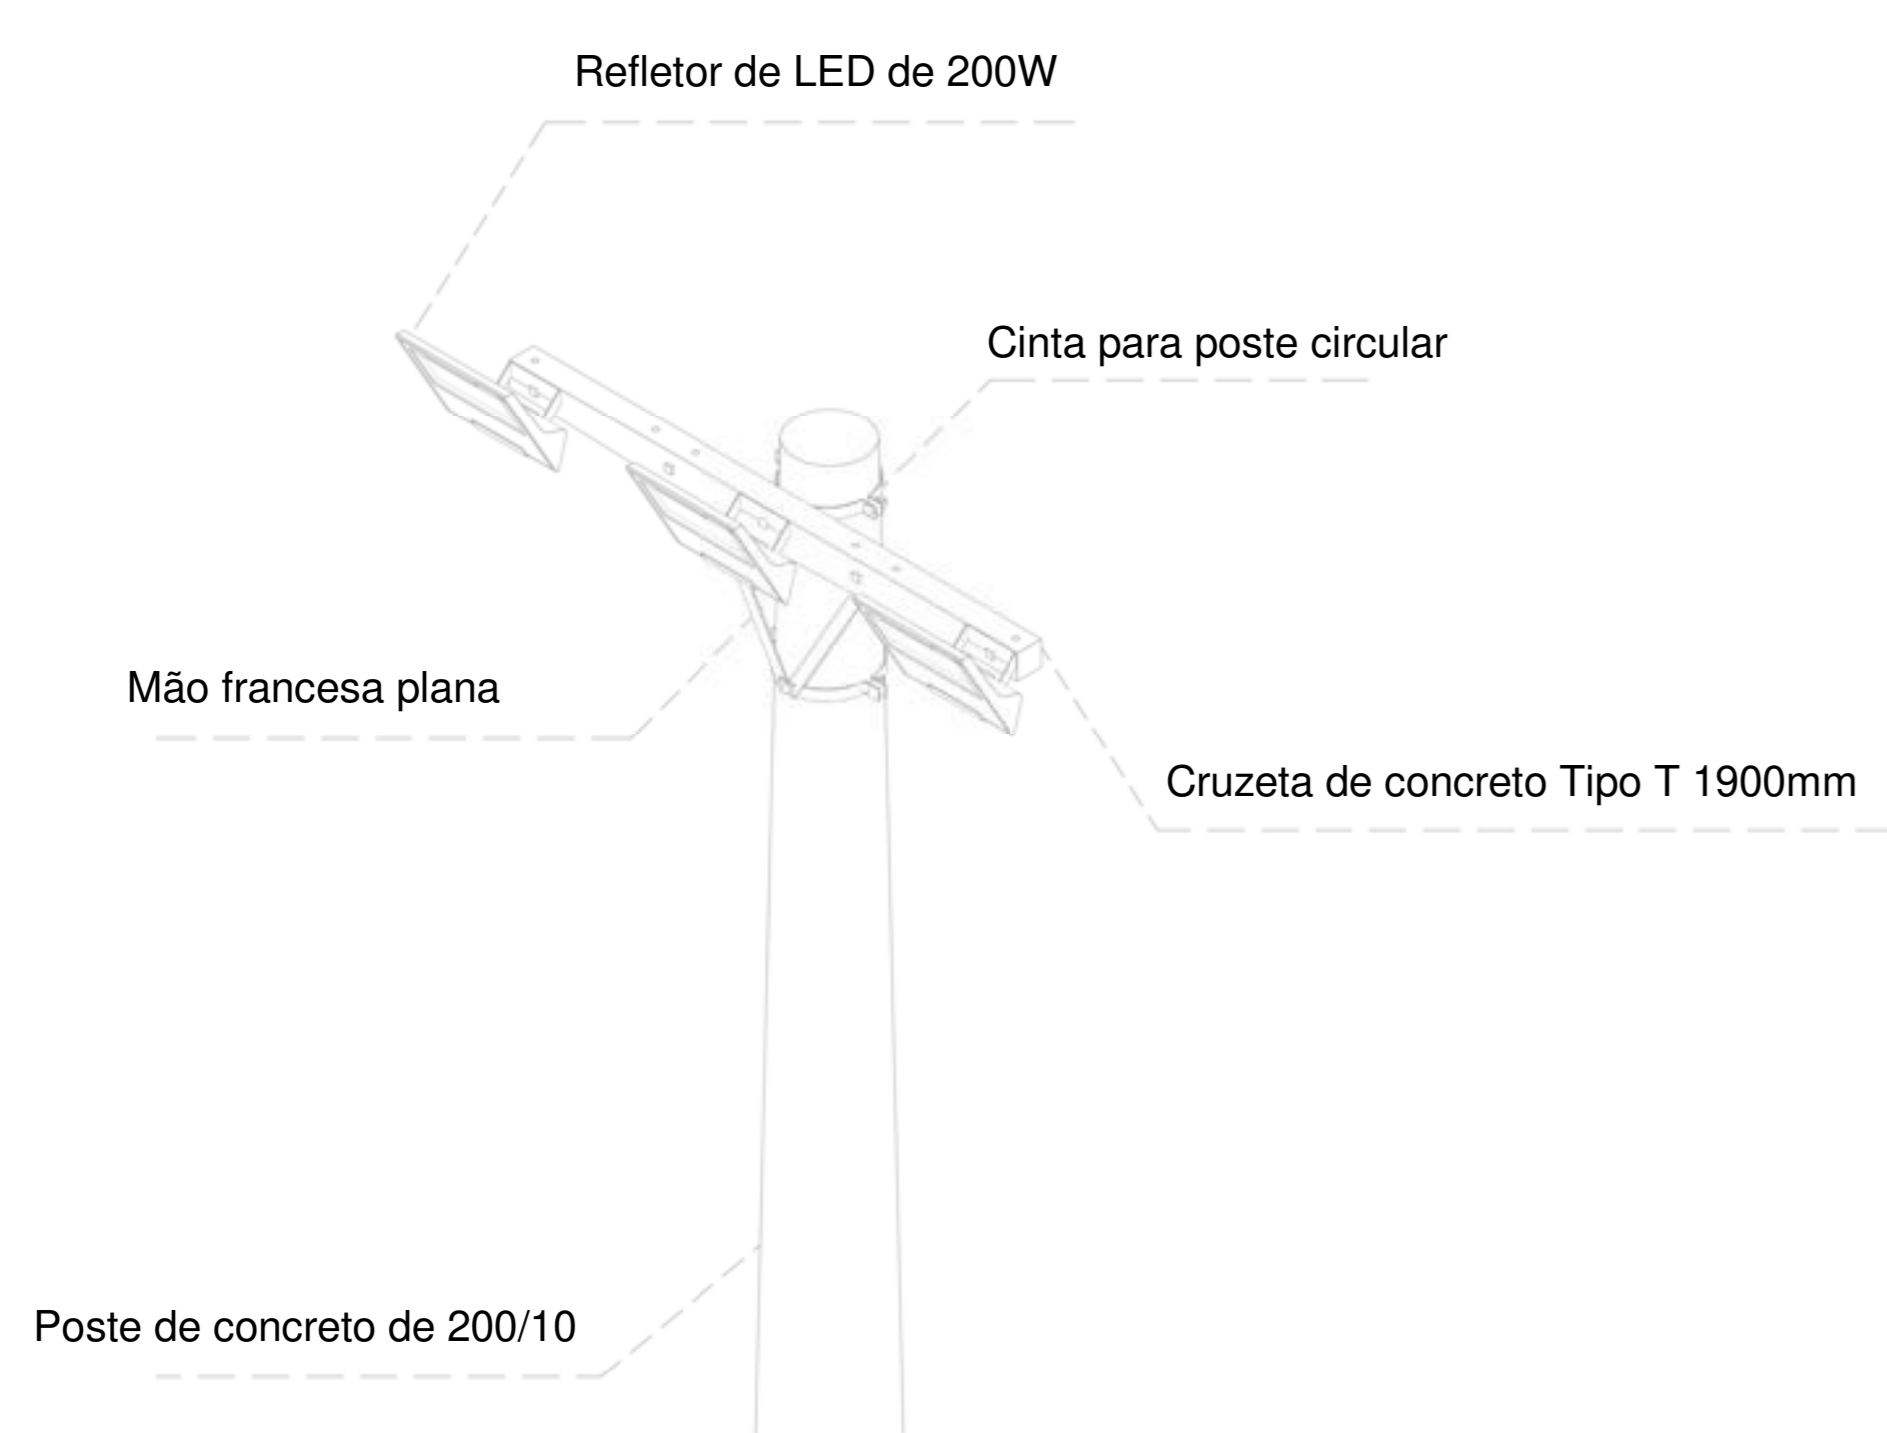 Refletor de LED de 200W
Cinta para poste circular
Mão francesa plana
Cruzeta de concreto Tipo T 1900mm
Poste de concreto de 200/10